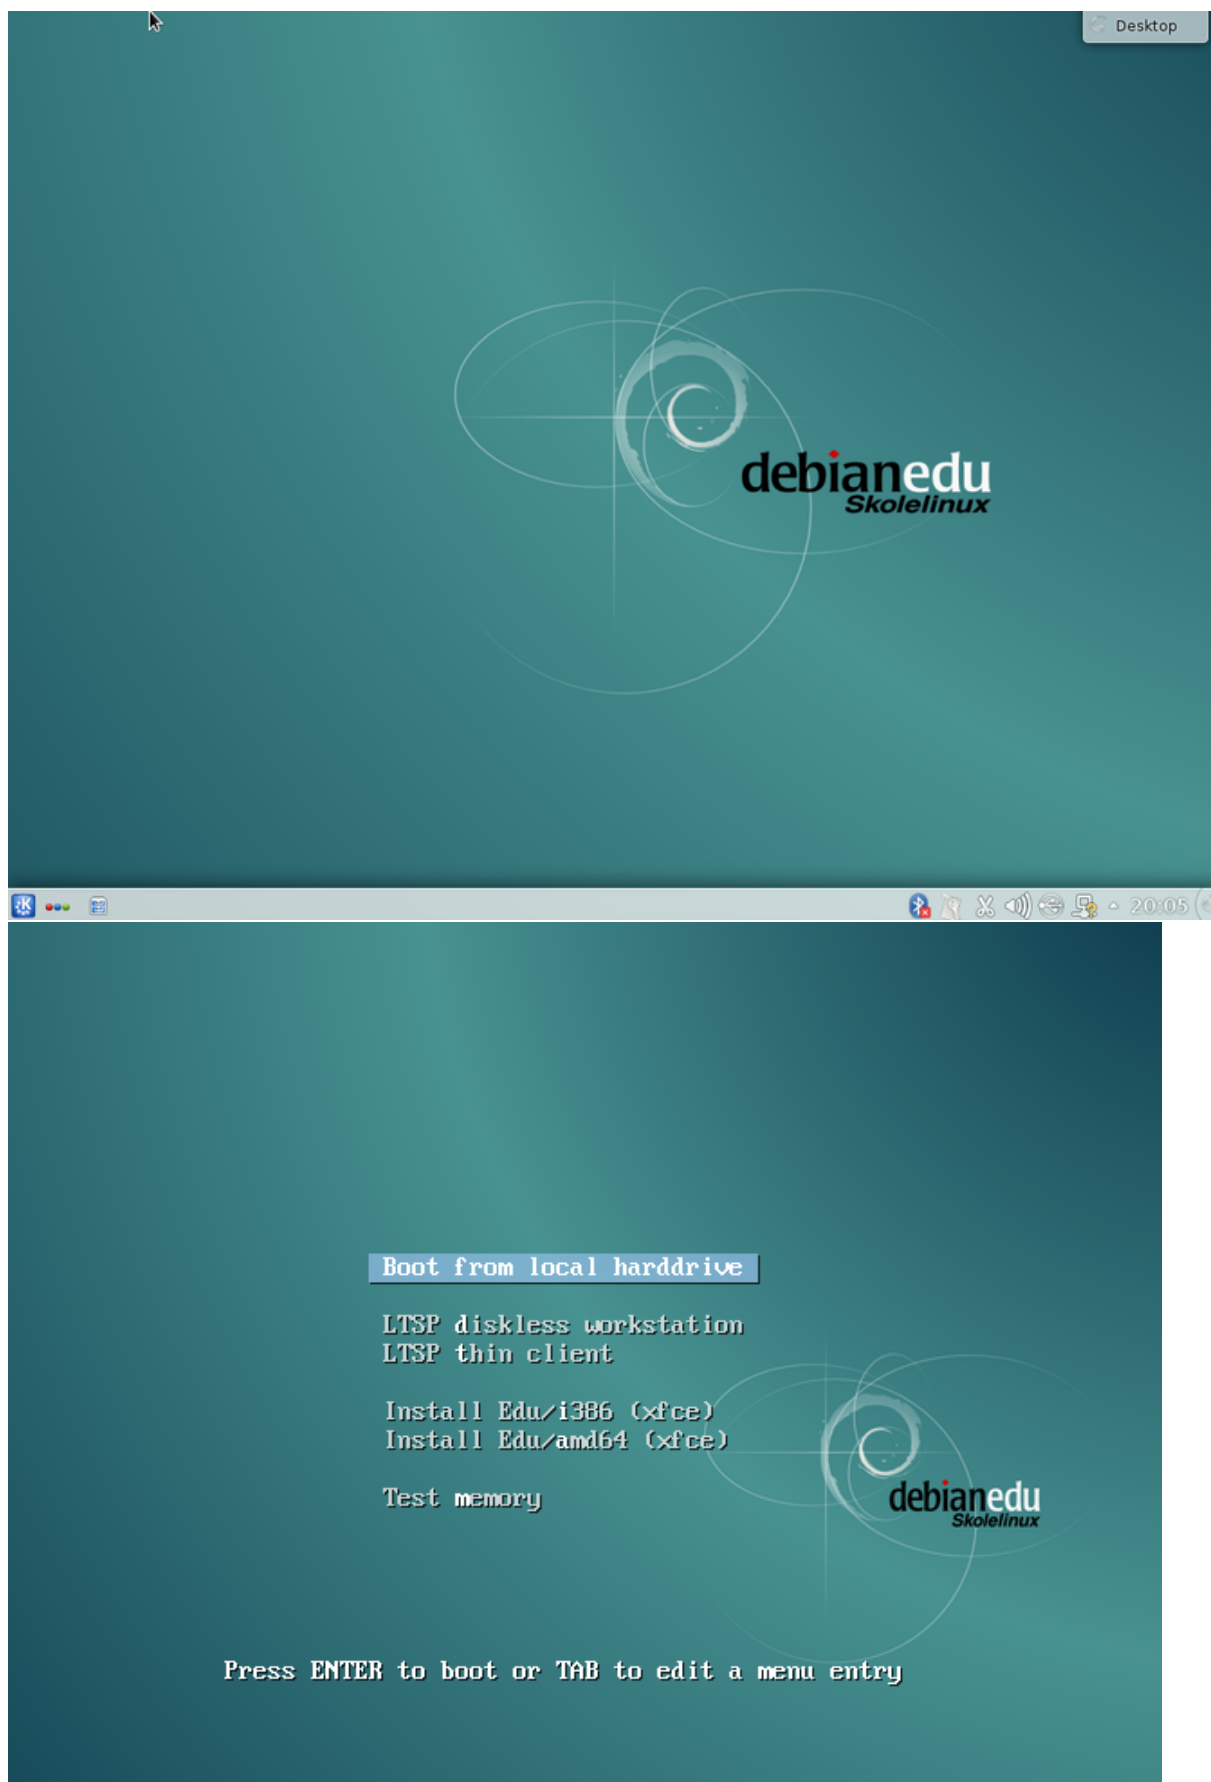 Desktop
debianedu
Skolelinux
20:05
Boot from local harddrive
LTSP diskless workstation
LTSP thin client
Install Edu/i386 (xfce)
Install Edu/amd64 (xfce)
Test memory
debianedu
Skolelinux
Press ENTER to boot or TAB to edit a menu entry